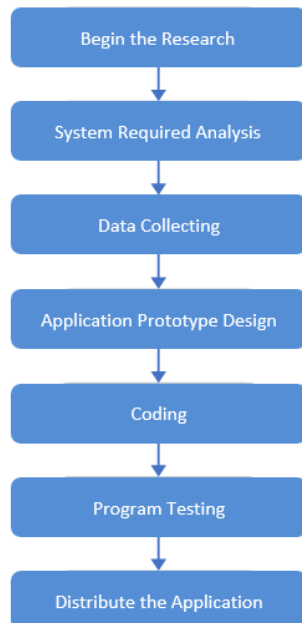 Begin the Research
System Required Analysis
Data Collecting
Application Prototype Design
Coding
Program Testing
Distribute the Application